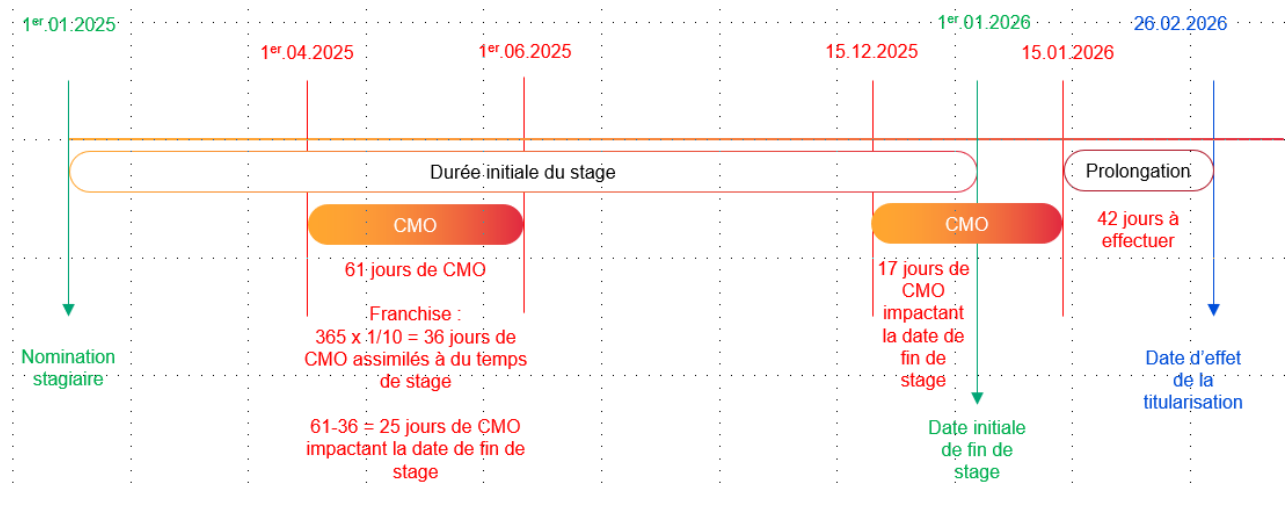 1er.01.2025
1er.04.2025
1er.06.2025
15.12.2025
1er.01.2026
15.01.2026
26.02.2026
Durée initiale du stage
Prolongation
CMO
CMO
61 jours de CMO
Franchise :
365 x 1/10 = 36 jours de
CMO assimilés à du temps
de stage
61-36 = 25 jours de CMO
impactant la date de fin de
stage
17 jours de
CMO
impactant
la date de
fin de
stage
42 jours à
effectuer
Nomination
stagiaire
Date initiale
de fin de
stage
Date d'effet
de la
titularisation